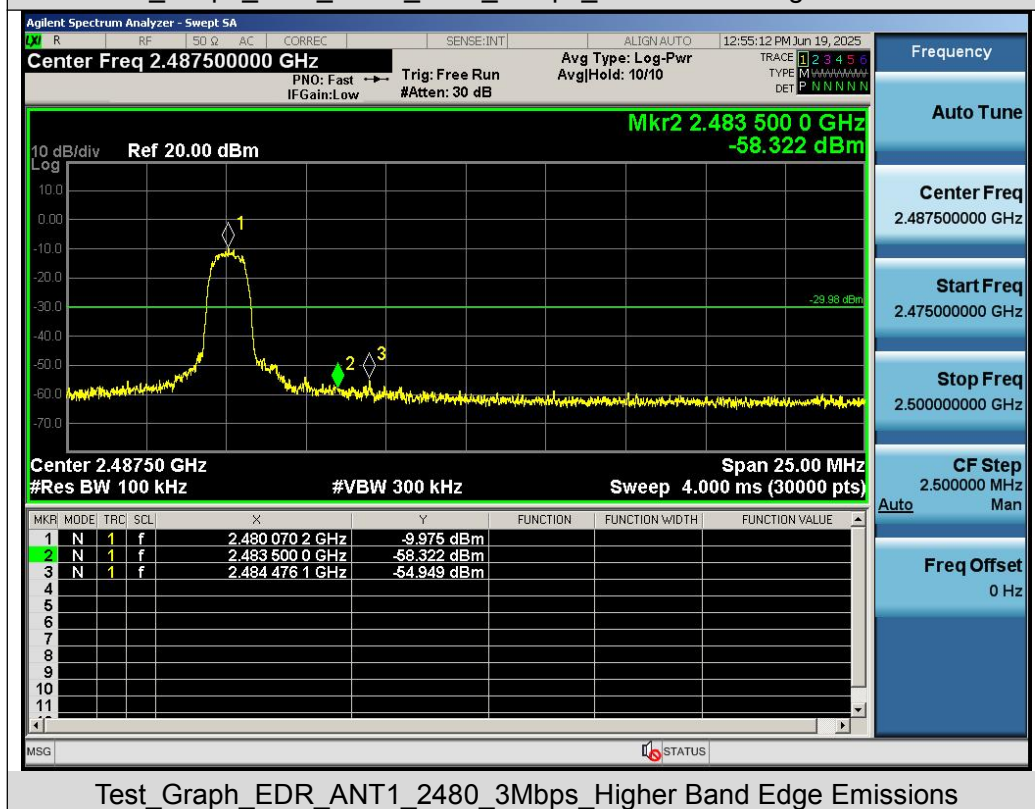 Agilent Spectrum Analyzer - Swept SA
LXI R RF 50 Ω AC CORREC SENSE:INT ALIGN AUTO 12:55:12 PM Jun 19, 2025
Center Freq 2.487500000 GHz
PNO: Fast
IFGain:Low
Trig: Free Run
#Atten: 30 dB
Avg Type: Log-Pwr
Avg|Hold: 10/10
TRACE 1 2 3 4 5 6
TYPE M
DET P N N N N N
Mkr2 2.483 500 0 GHz
-58.322 dBm
10 dB/div Ref 20.00 dBm
Log
10.0
0.00
-10.0
-20.0
-30.0
-40.0
-50.0
-60.0
-70.0
1
2
3
-29.98 dBm
Center 2.48750 GHz Span 25.00 MHz
#Res BW 100 kHz #VBW 300 kHz Sweep 4.000 ms (30000 pts)
MKR MODE TRC SCL X Y FUNCTION FUNCTION WIDTH FUNCTION VALUE
1 N 1 f 2.480 070 2 GHz -9.975 dBm
2 N 1 f 2.483 500 0 GHz -58.322 dBm
3 N 1 f 2.484 476 1 GHz -54.949 dBm
4
5
6
7
8
9
10
11
MSG STATUS
Frequency
Auto Tune
Center Freq
2.487500000 GHz
Start Freq
2.475000000 GHz
Stop Freq
2.500000000 GHz
CF Step
2.500000 MHz
Auto Man
Freq Offset
0 Hz
Test_Graph_EDR_ANT1_2480_3Mbps_Higher Band Edge Emissions